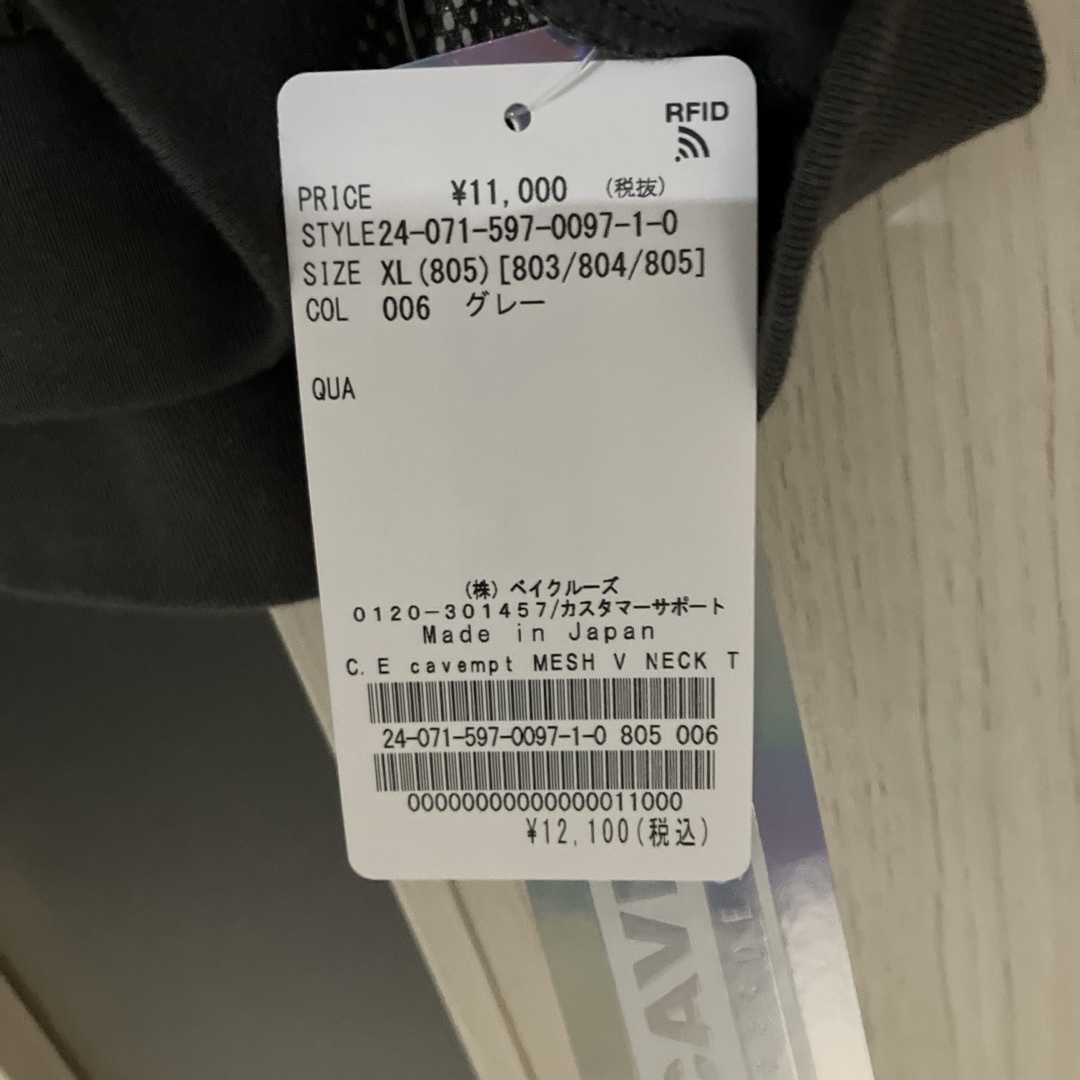 RFID
PRICE ¥11,000 (税抜)
STYLE24-071-597-0097-1-0
SIZE XL(805)[803/804/805]
COL 006 グレー
QUA
(株)ベイクルーズ
0120-301457/カスタマーサポート
Made in Japan
C.E cavempt MESH V NECK T
24-071-597-0097-1-0 805 006
00000000000000011000
¥12,100(税込)